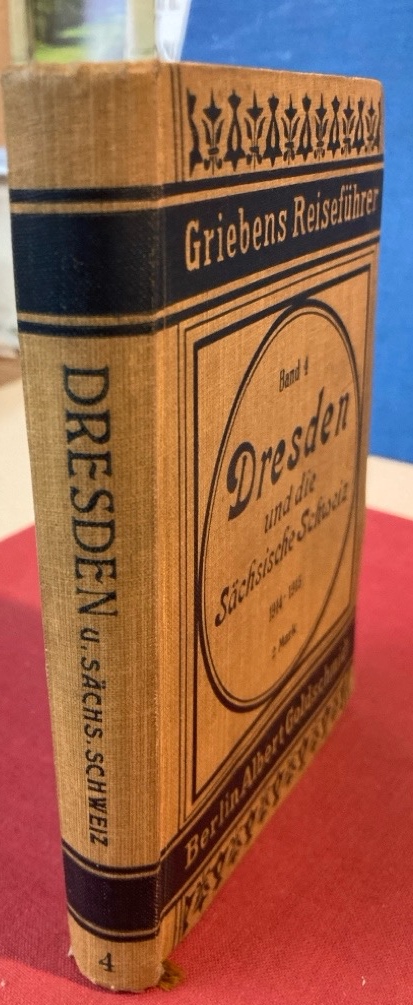 Griebens Reiseführer
Band 4
Dresden
und die
Sächsische Schweiz
1914-1915
2 Mark
Berlin Albert Goldschmidt
DRESDEN u. SÄCHS. SCHWEIZ
4